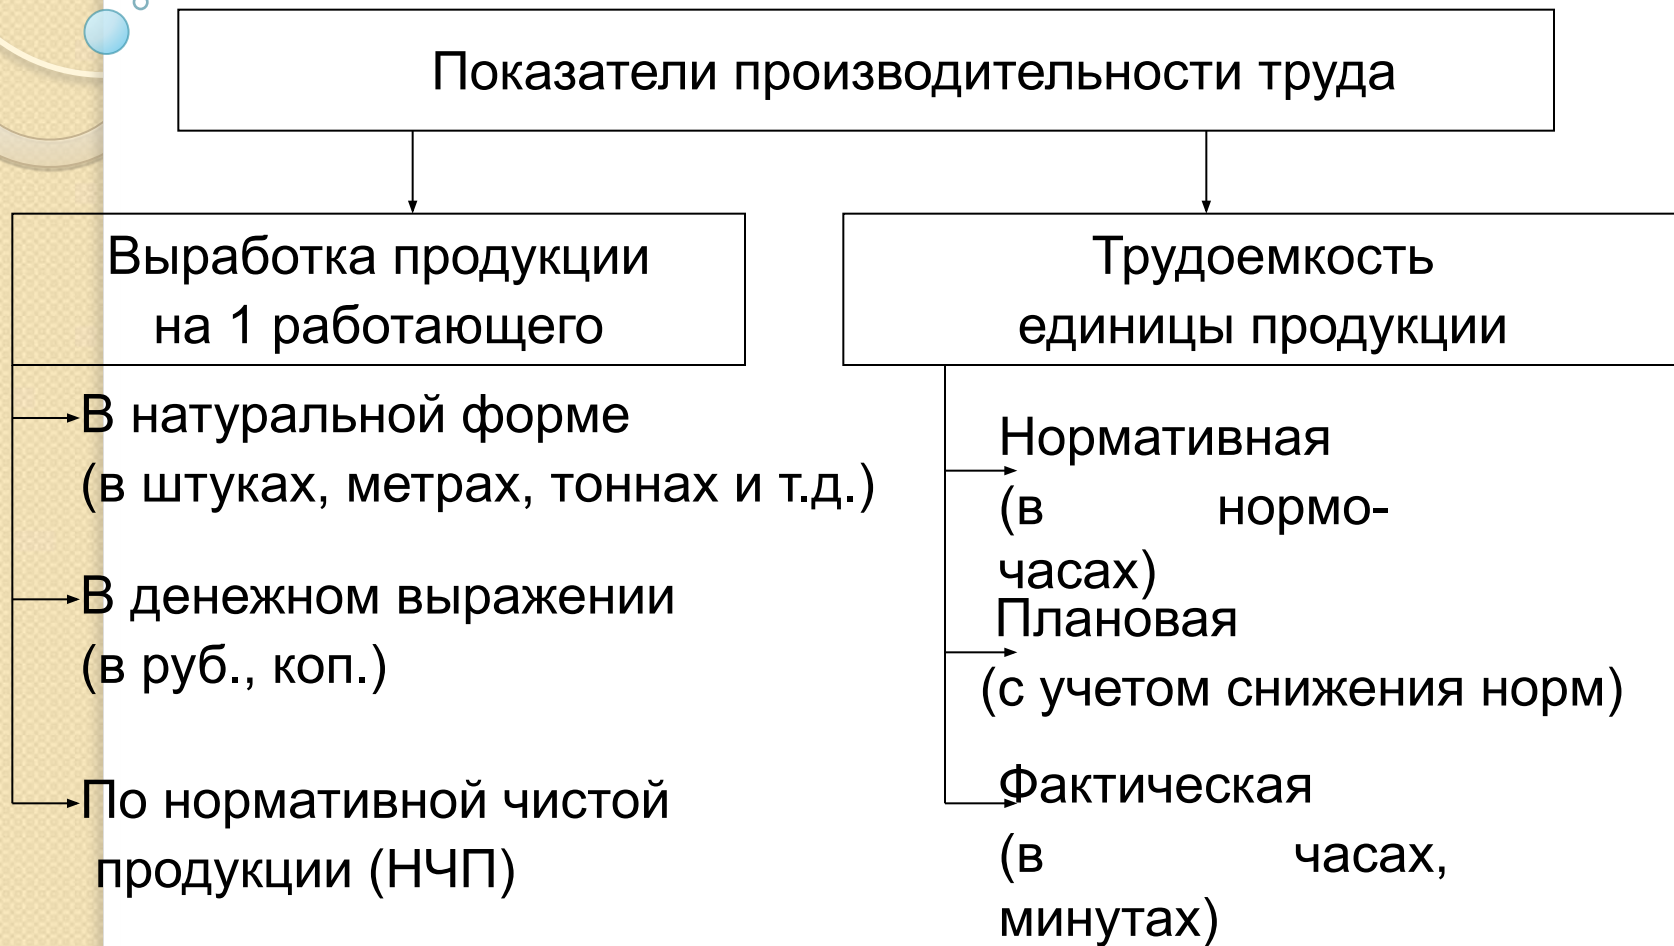 Показатели производительности труда
Выработка продукции
на 1 работающего
В натуральной форме
(в штуках, метрах, тоннах и т.д.)
В денежном выражении
(в руб., коп.)
По нормативной чистой
продукции (НЧП)
Трудоемкость
единицы продукции
Нормативная
(в нормо-
часах)
Плановая
(с учетом снижения норм)
Фактическая
(в часах,
минутах)